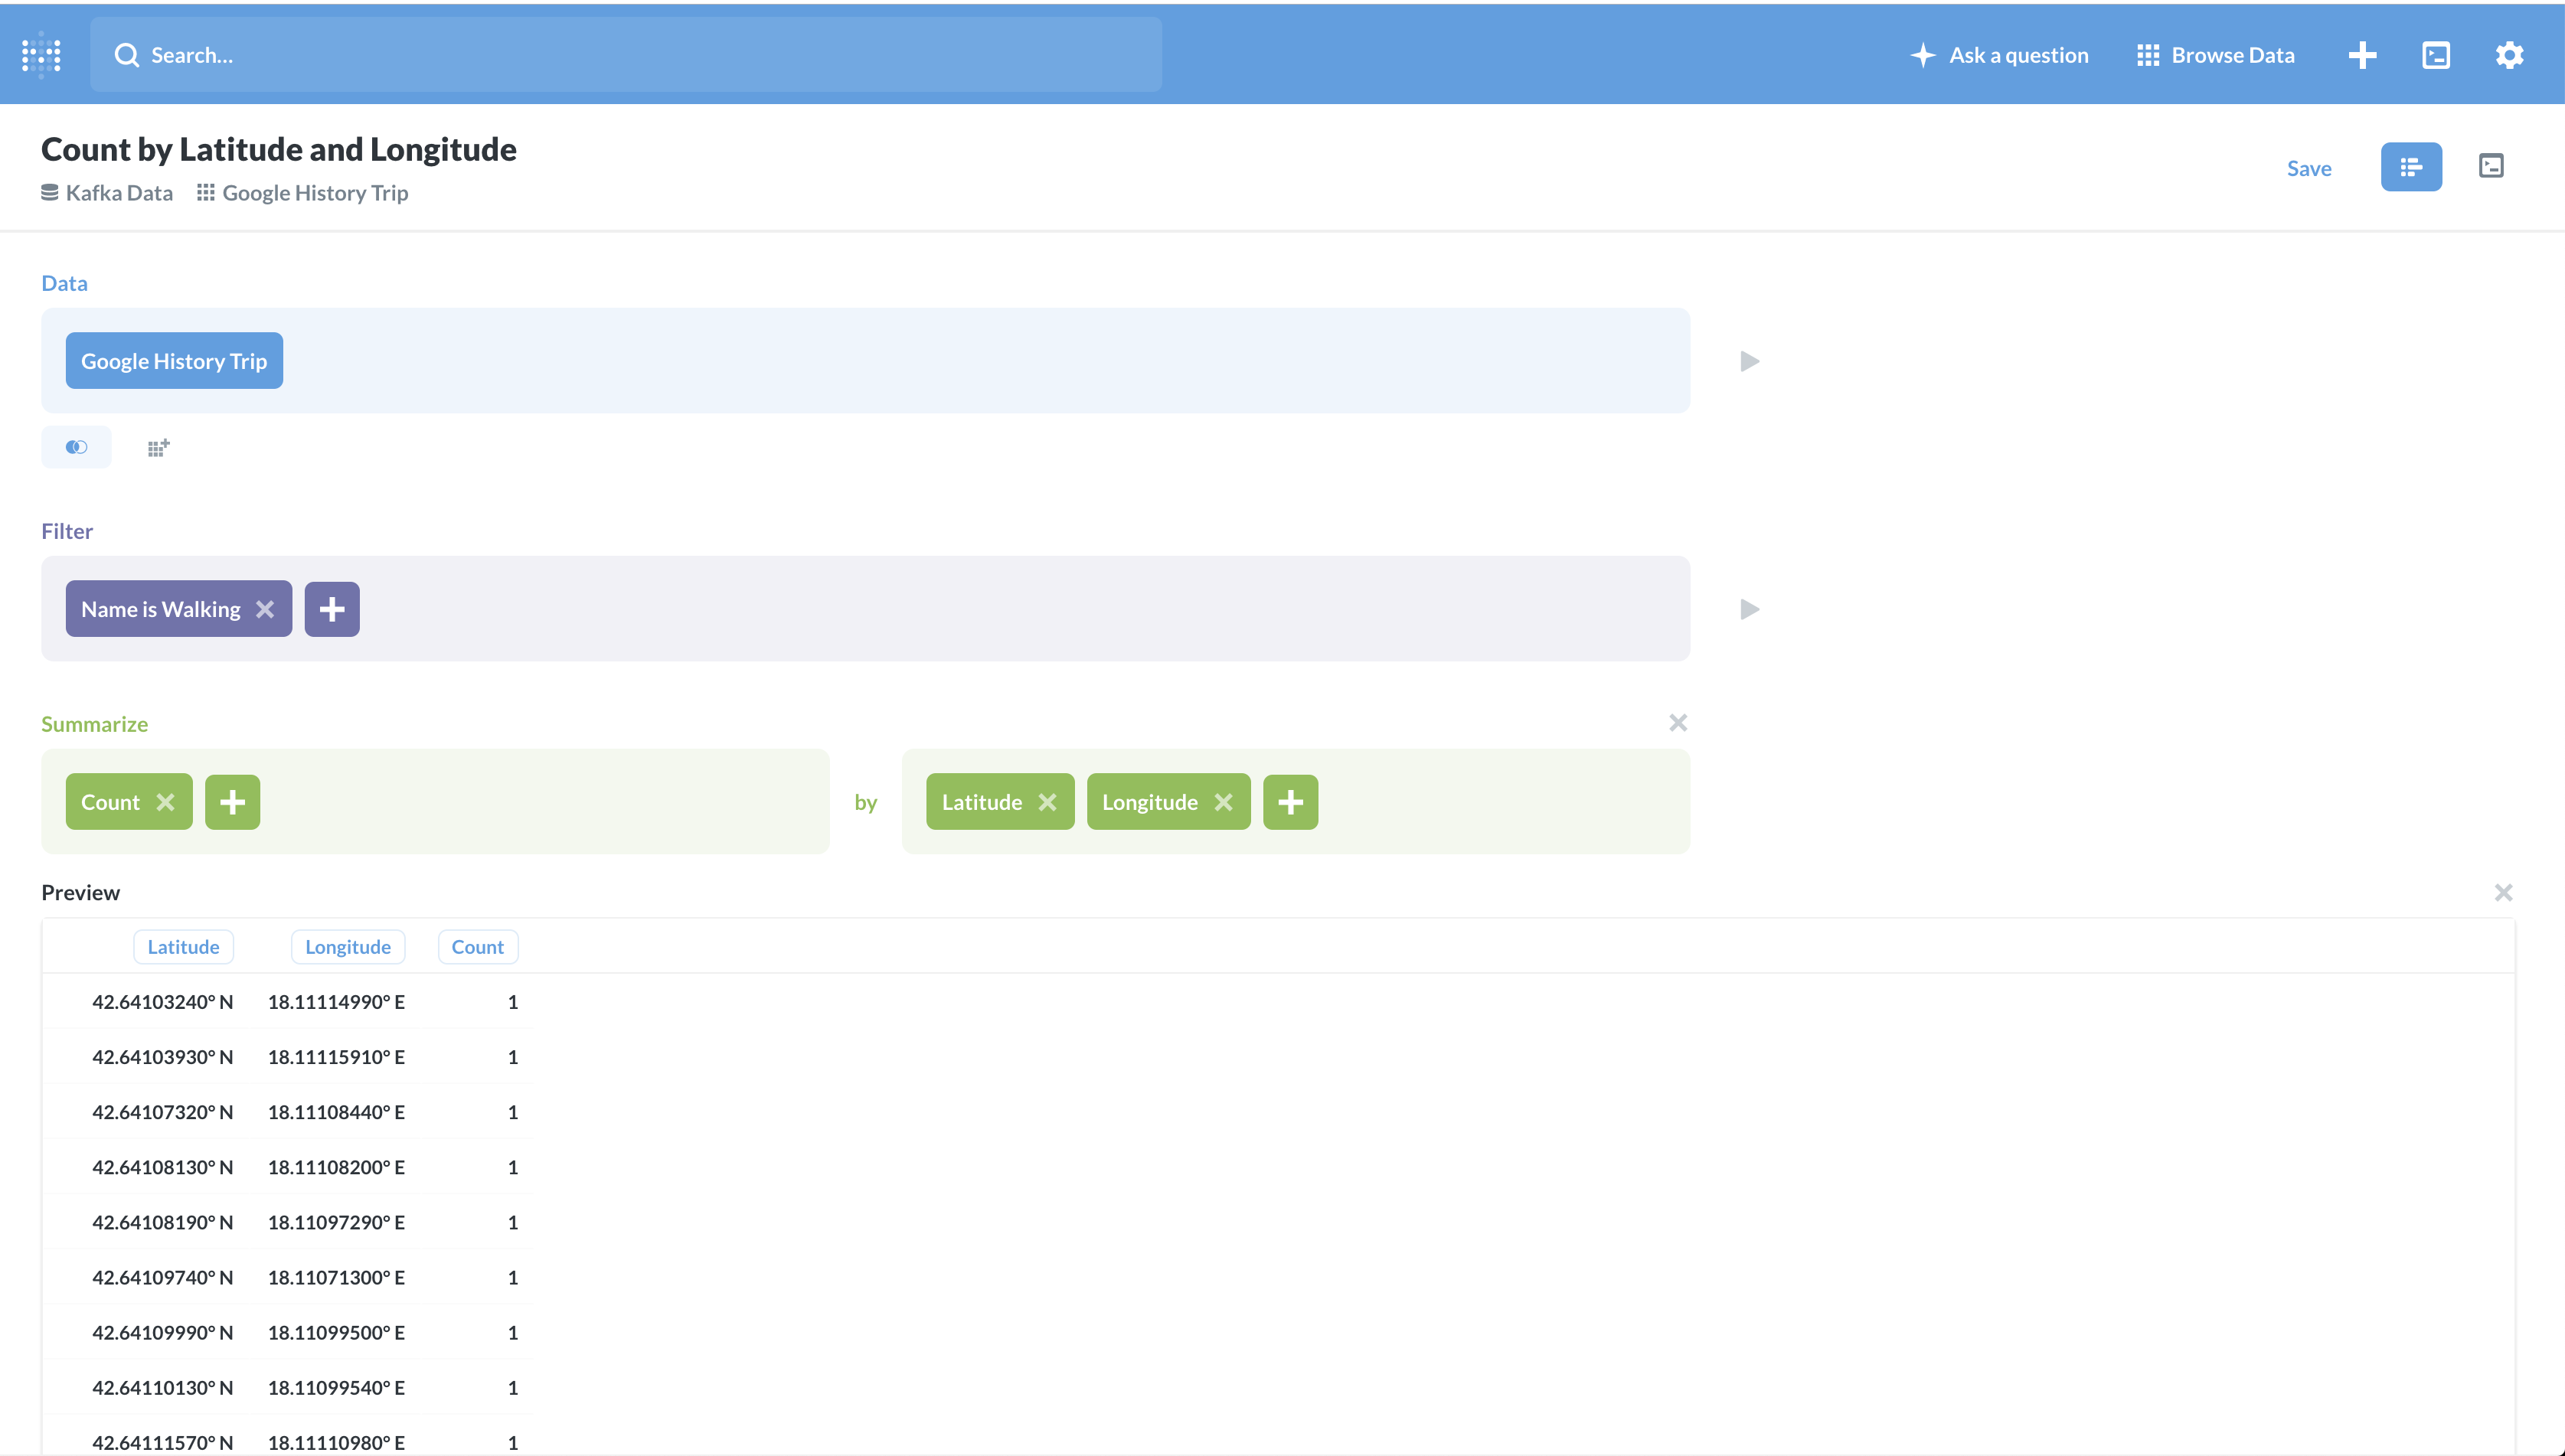 Search...
Ask a question
Browse Data
Count by Latitude and Longitude
Kafka Data
Google History Trip
Save
Data
Google History Trip
Filter
Name is Walking
Summarize
Count
by
Latitude
Longitude
Preview
Latitude Longitude Count
42.64103240° N 18.11114990° E 1
42.64103930° N 18.11115910° E 1
42.64107320° N 18.11108440° E 1
42.64108130° N 18.11108200° E 1
42.64108190° N 18.11097290° E 1
42.64109740° N 18.11071300° E 1
42.64109990° N 18.11099500° E 1
42.64110130° N 18.11099540° E 1
42.64111570° N 18.11110980° E 1